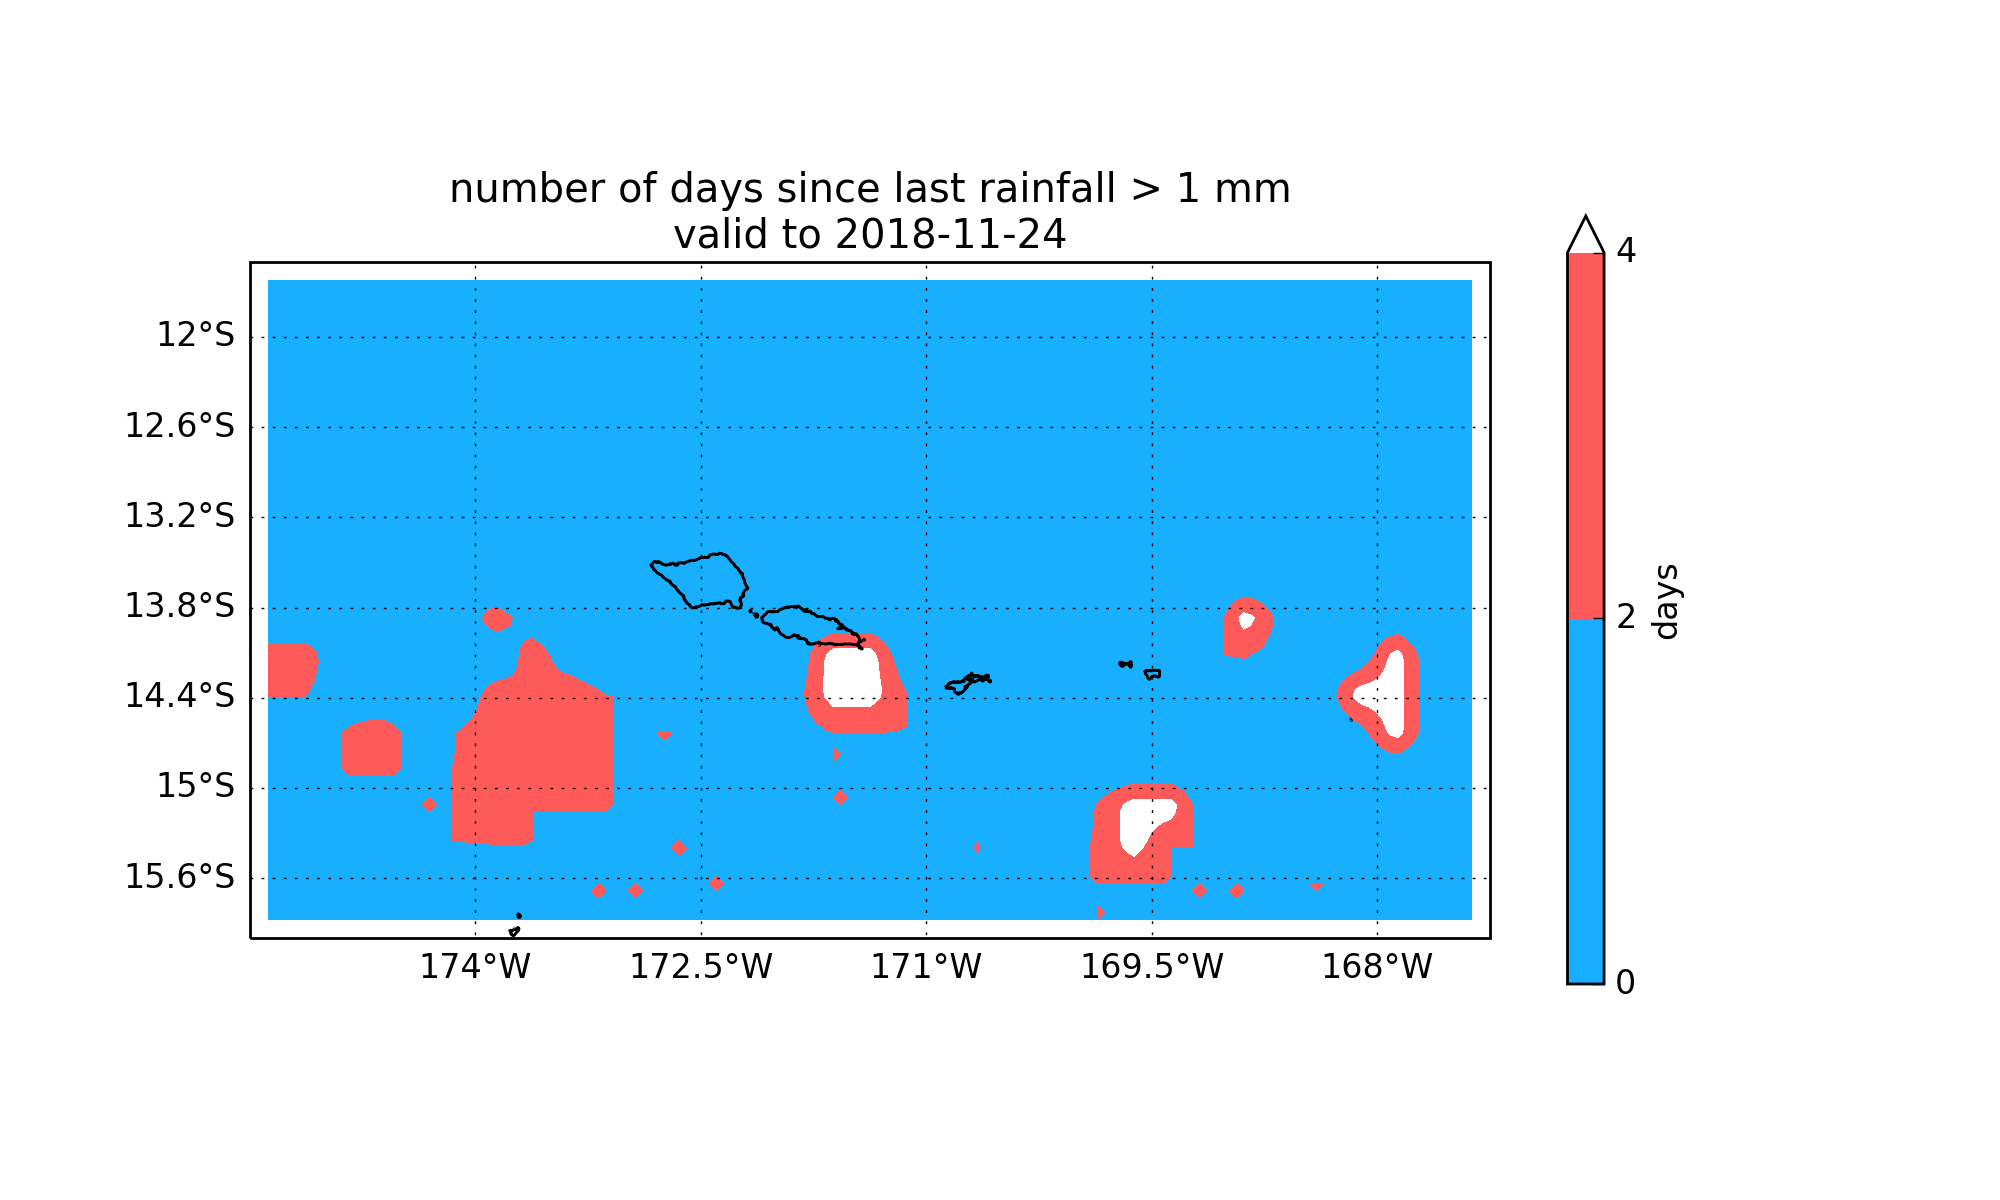 number of days since last rainfall > 1 mm
valid to 2018-11-24
12°S
12.6°S
13.2°S
13.8°S
14.4°S
15°S
15.6°S
174°W
172.5°W
171°W
169.5°W
168°W
4
2
0
days